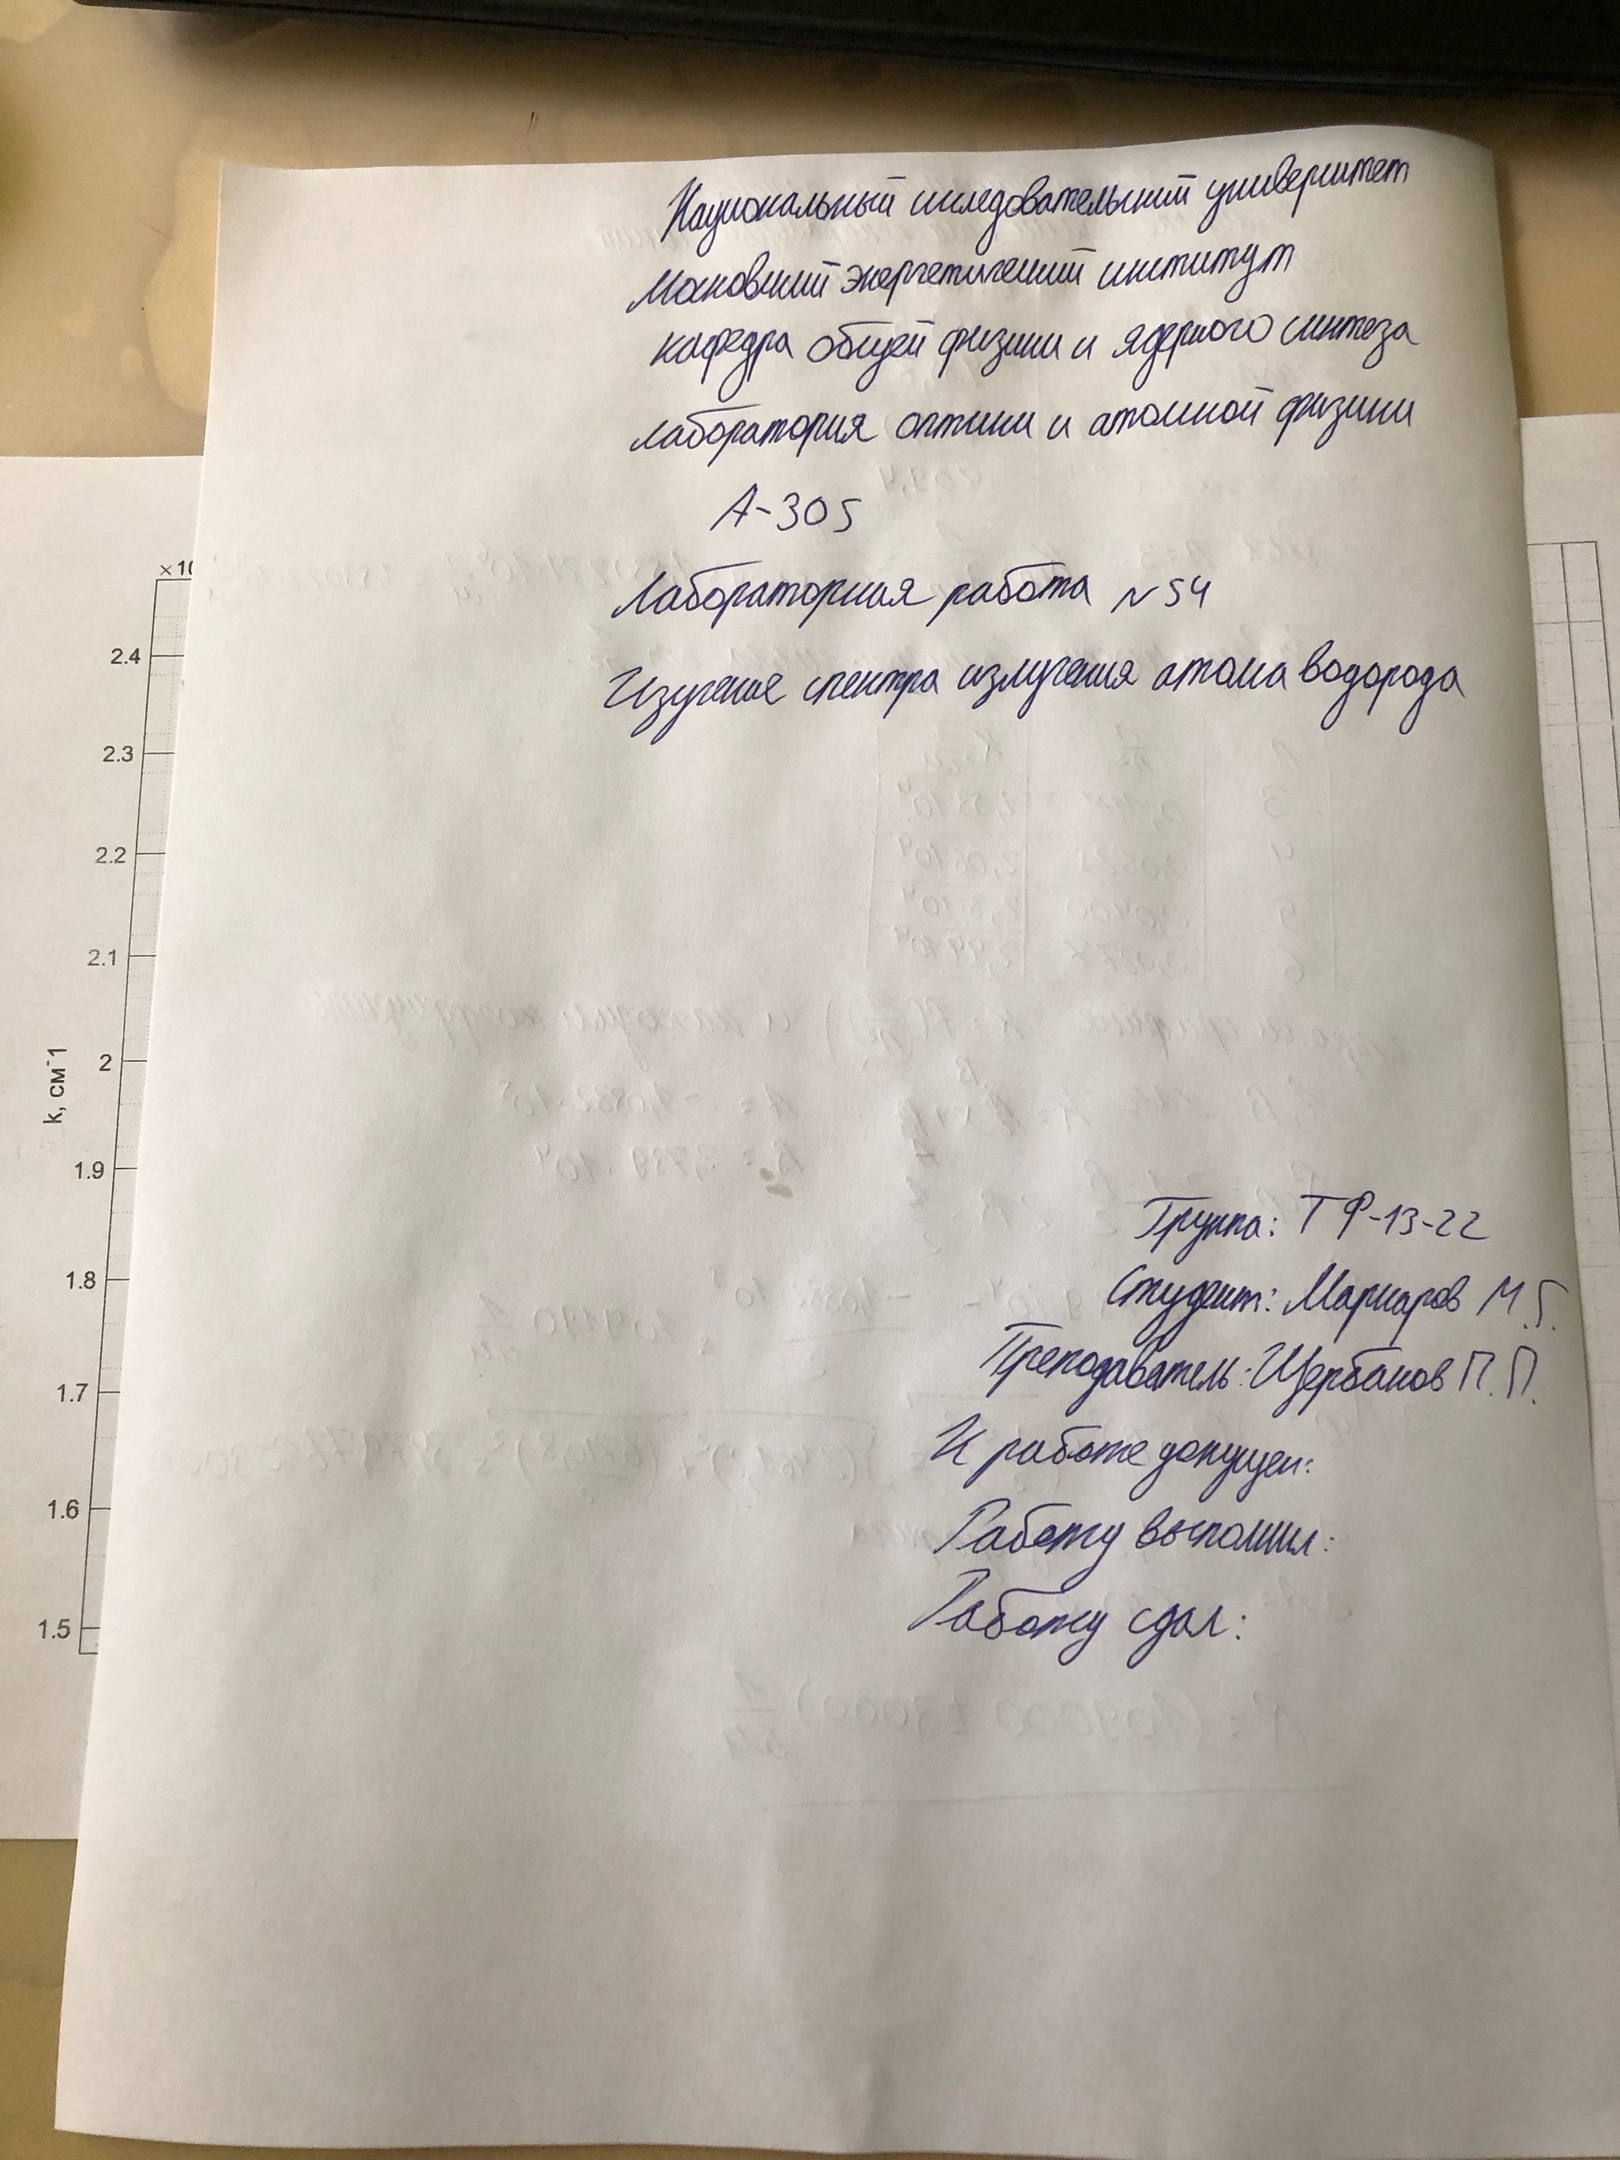 Национальный исследовательский университет
Московский энергетический институт
кафедра общей физики и ядерного синтеза
лаборатория оптики и атомной физики
А-305
Лабораторная работа №54
Изучение спектра излучения атома водорода
Группа: ТФ-13-22
Студент: Маркаров М.Г.
Преподаватель: Щербаков П.П.
К работе допущен:
Работу выполнил:
Работу сдал:
×10
2.4
2.3
2.2
2.1
2
1.9
1.8
1.7
1.6
1.5
k, см⁻1